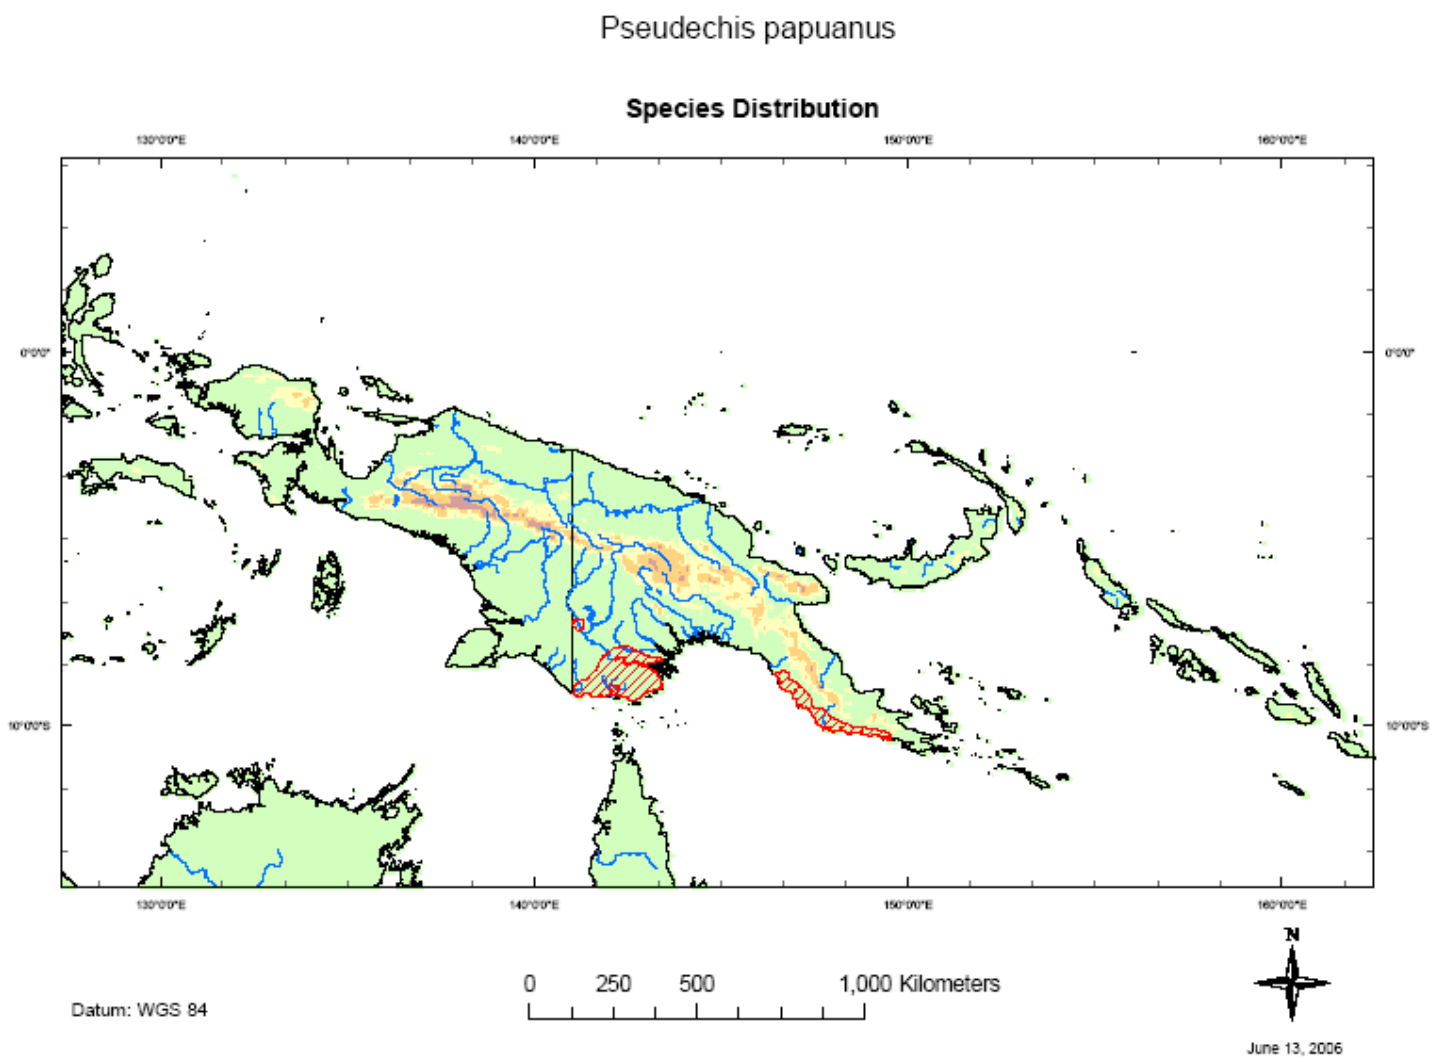 Pseudechis papuanus
Species Distribution
130°0'0"E 140°0'0"E 150°0'0"E 160°0'0"E
0°0'0" 0°0'0"
10°0'0"S 10°0'0"S
130°0'0"E 140°0'0"E 150°0'0"E 160°0'0"E
N
0 250 500 1,000 Kilometers
Datum: WGS 84
June 13, 2006